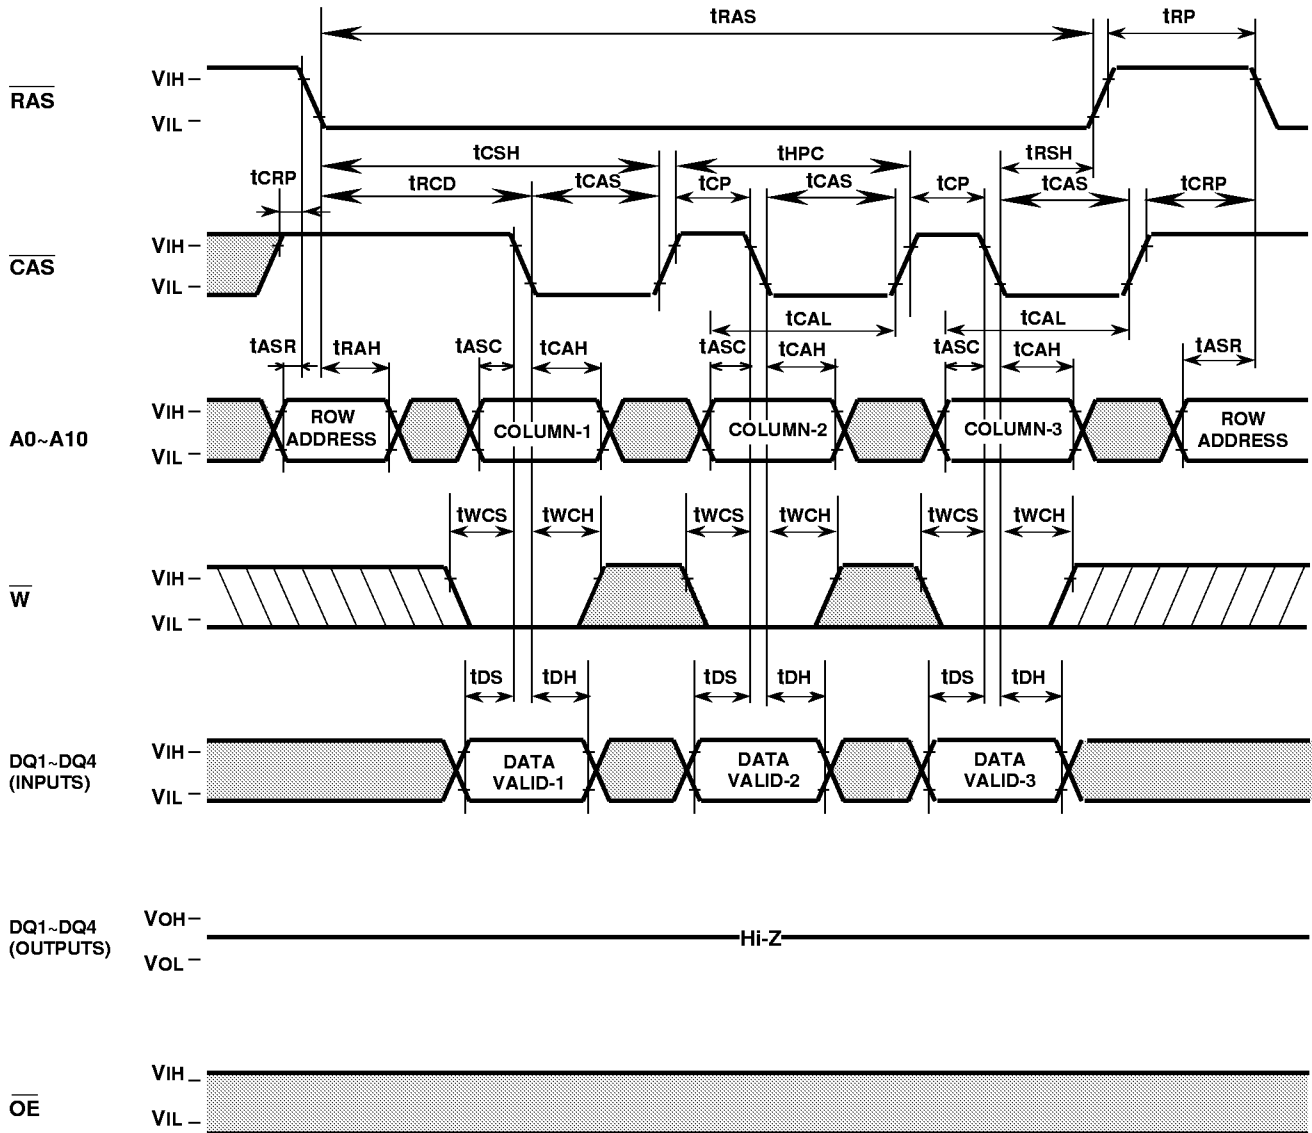 tRAS tRP
VIH
RAS
VIL
tCSH tHPC tRSH
tCRP tRCD tCAS tCP tCAS tCP tCAS tCRP
VIH
CAS
VIL
tCAL tCAL
tASR tRAH tASC tCAH tASC tCAH tASC tCAH tASR
VIH
A0~A10
VIL
ROW
ADDRESS
COLUMN-1
COLUMN-2
COLUMN-3
ROW
ADDRESS
tWCS tWCH tWCS tWCH tWCS tWCH
VIH
W
VIL
tDS tDH tDS tDH tDS tDH
VIH
DQ1~DQ4
(INPUTS)
VIL
DATA
VALID-1
DATA
VALID-2
DATA
VALID-3
VOH
DQ1~DQ4
(OUTPUTS)
VOL
Hi-Z
VIH
OE
VIL